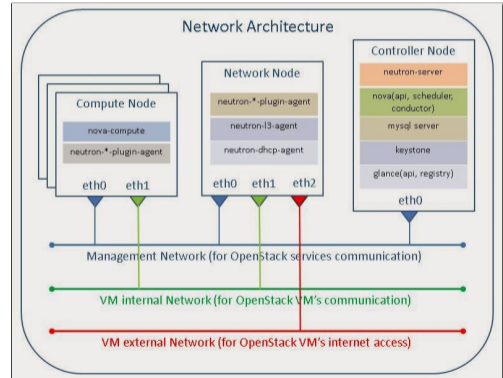 Network Architecture
Compute Node
nova-compute
neutron-*-plugin-agent
eth0 eth1
Network Node
neutron-*-plugin-agent
neutron-l3-agent
neutron-dhcp-agent
eth0 eth1 eth2
Controller Node
neutron-server
nova(api, scheduler,
conductor)
mysql server
keystone
glance(api, registry)
eth0
Management Network (for OpenStack services communication)
VM internal Network (for OpenStack VM's communication)
VM external Network (for OpenStack VM's internet access)